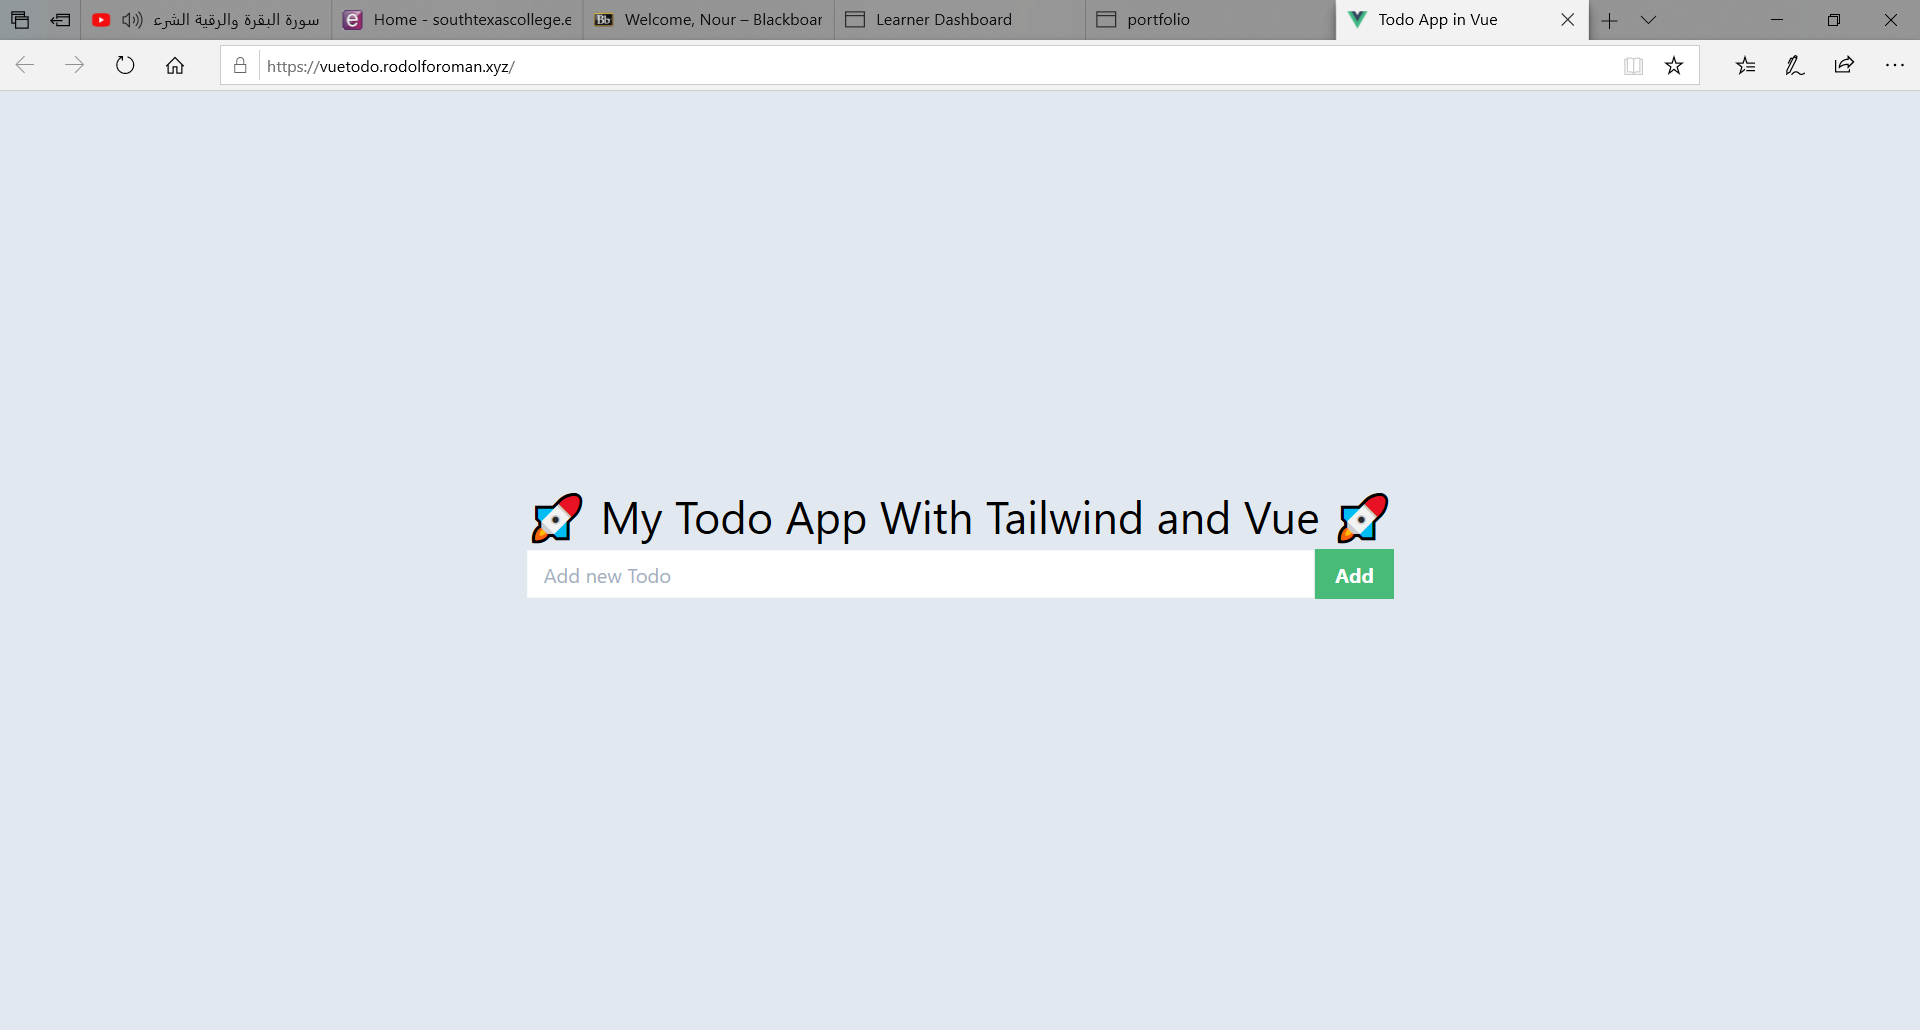 سورة البقرة والرقية الشرع
Home - southtexascollege.e
Welcome, Nour – Blackboar
Learner Dashboard
portfolio
Todo App in Vue
https://vuetodo.rodolforoman.xyz/
🚀 My Todo App With Tailwind and Vue 🚀
Add new Todo
Add